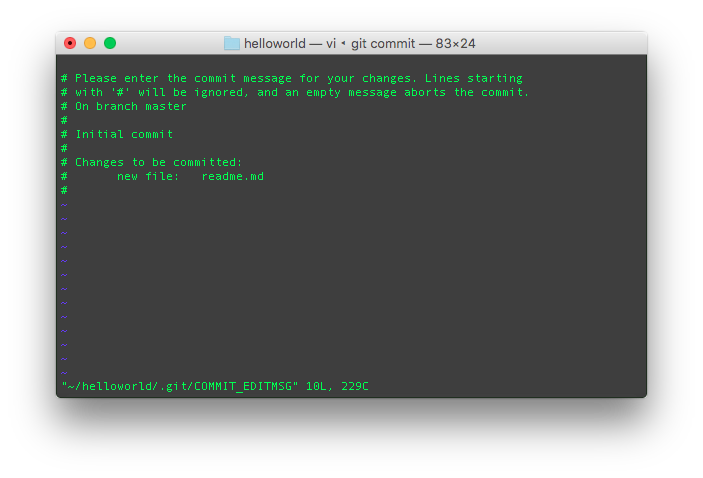 helloworld — vi ◂ git commit — 83×24
# Please enter the commit message for your changes. Lines starting
# with '#' will be ignored, and an empty message aborts the commit.
# On branch master
#
# Initial commit
#
# Changes to be committed:
#       new file:   readme.md
#
~
~
~
~
~
~
~
~
~
~
~
~
~
"~/helloworld/.git/COMMIT_EDITMSG" 10L, 229C